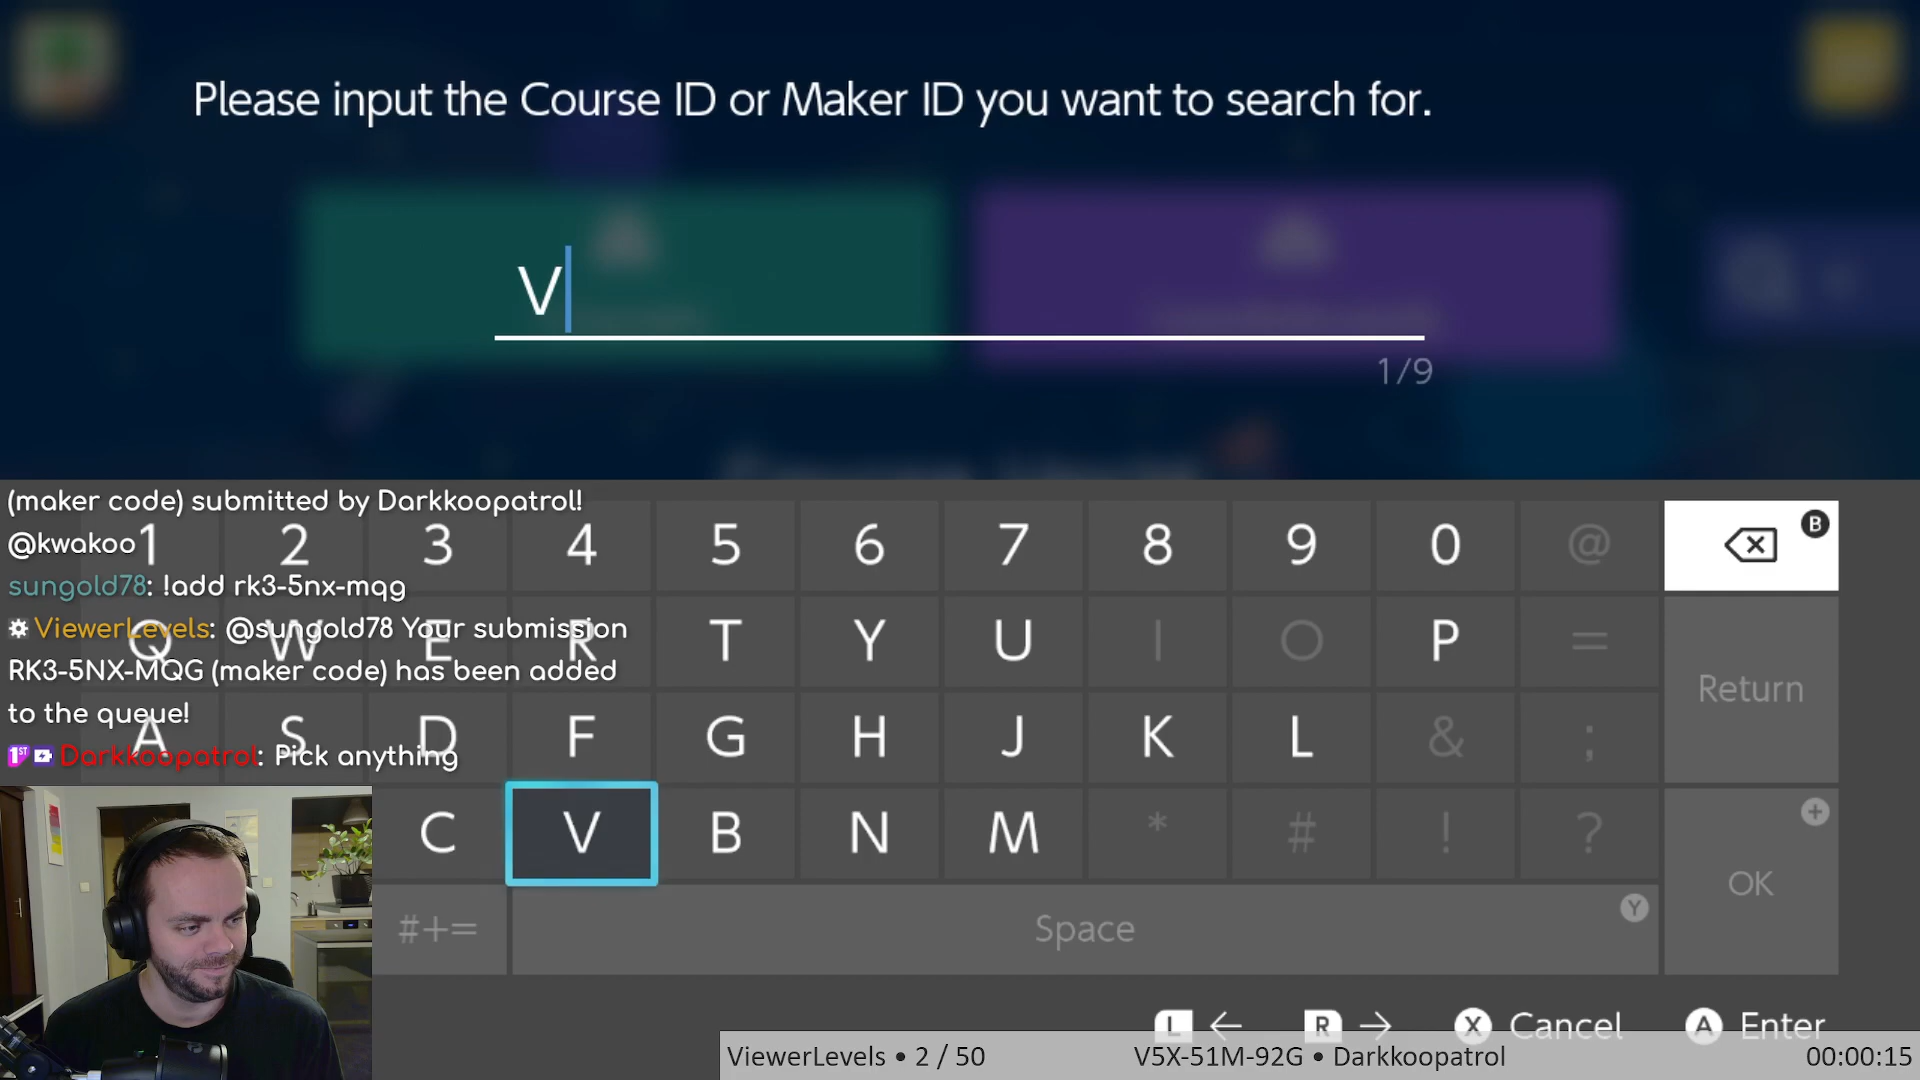 Please input the Course ID or Maker ID you want to search for.
V
1/9
(maker code) submitted by Darkkoopatrol!
@kwakoo
sungold78: !add rk3-5nx-mqg
ViewerLevels: @sungold78 Your submission
RK3-5NX-MQG (maker code) has been added
to the queue!
1ST Darkkoopatrol: Pick anything
1 2 3 4 5 6 7 8 9 0 @ B
Q W E R T Y U I O P = Return
A S D F G H J K L & ;
C V B N M * # ! ? + OK
#+= Space Y
L ← R → X Cancel A Enter
ViewerLevels • 2 / 50 V5X-51M-92G • Darkkoopatrol 00:00:15